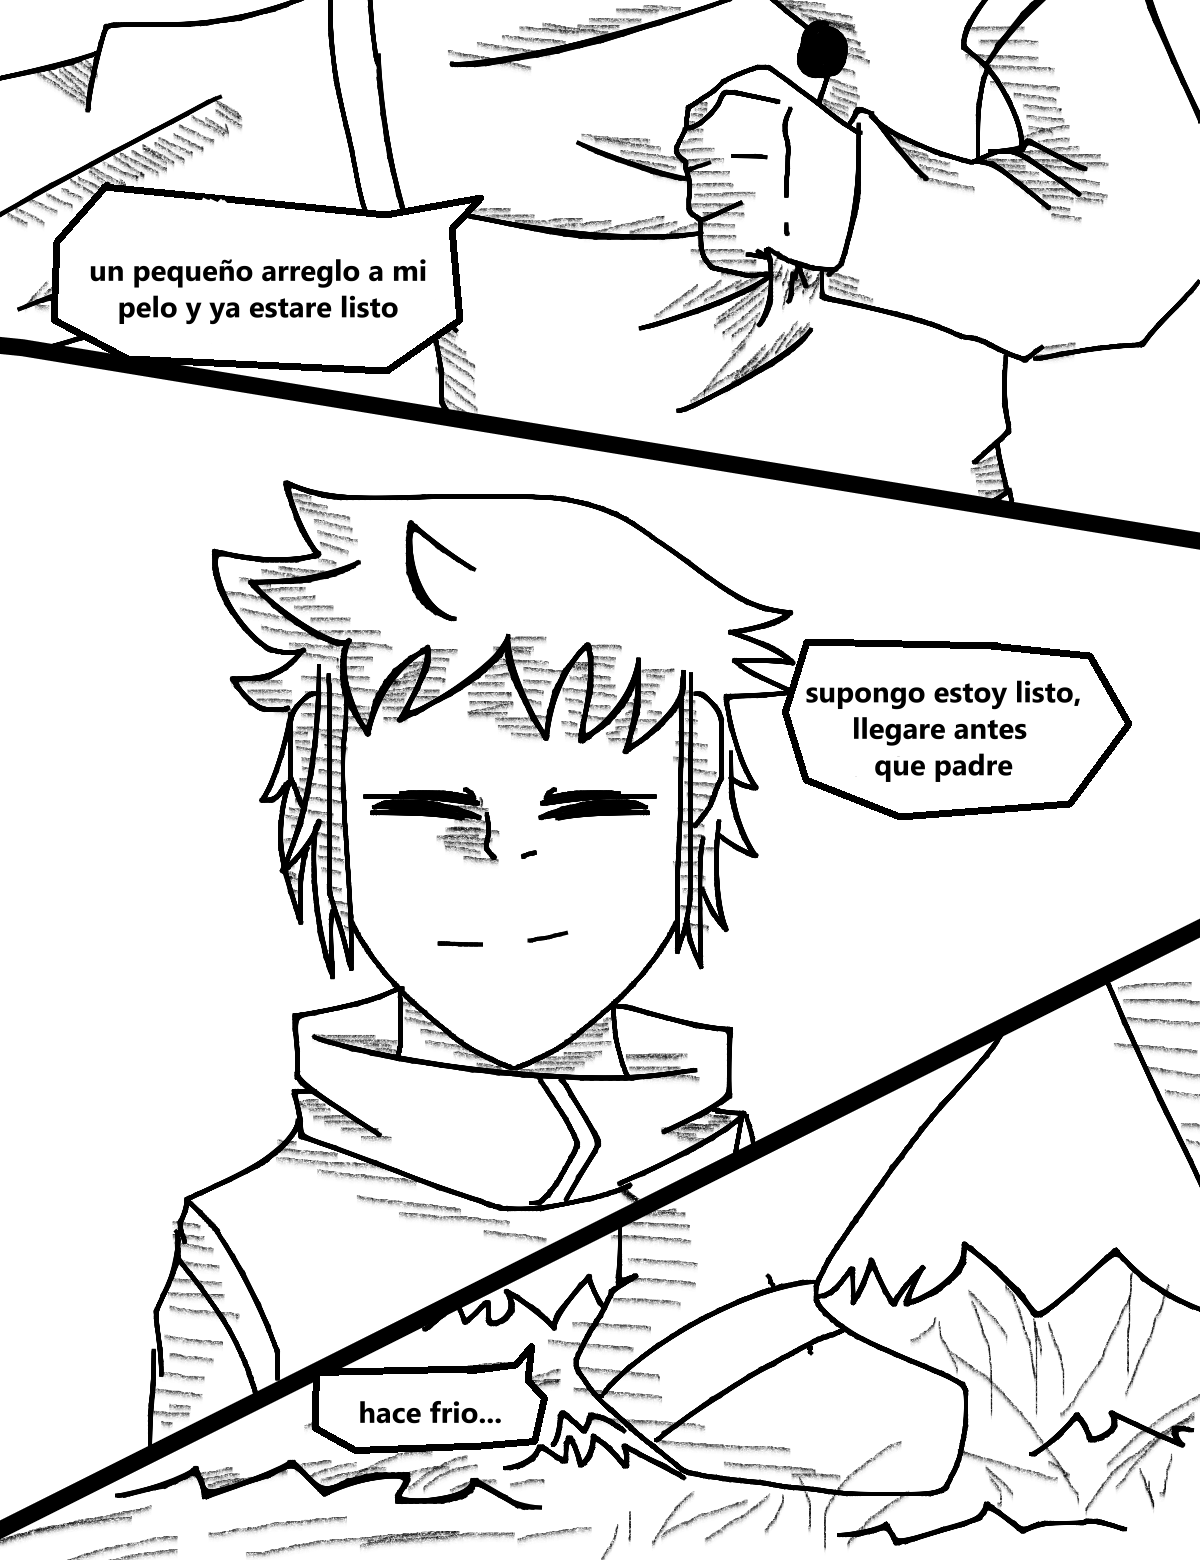 un pequeño arreglo a mi
pelo y ya estare listo
supongo estoy listo,
llegare antes
que padre
hace frio...